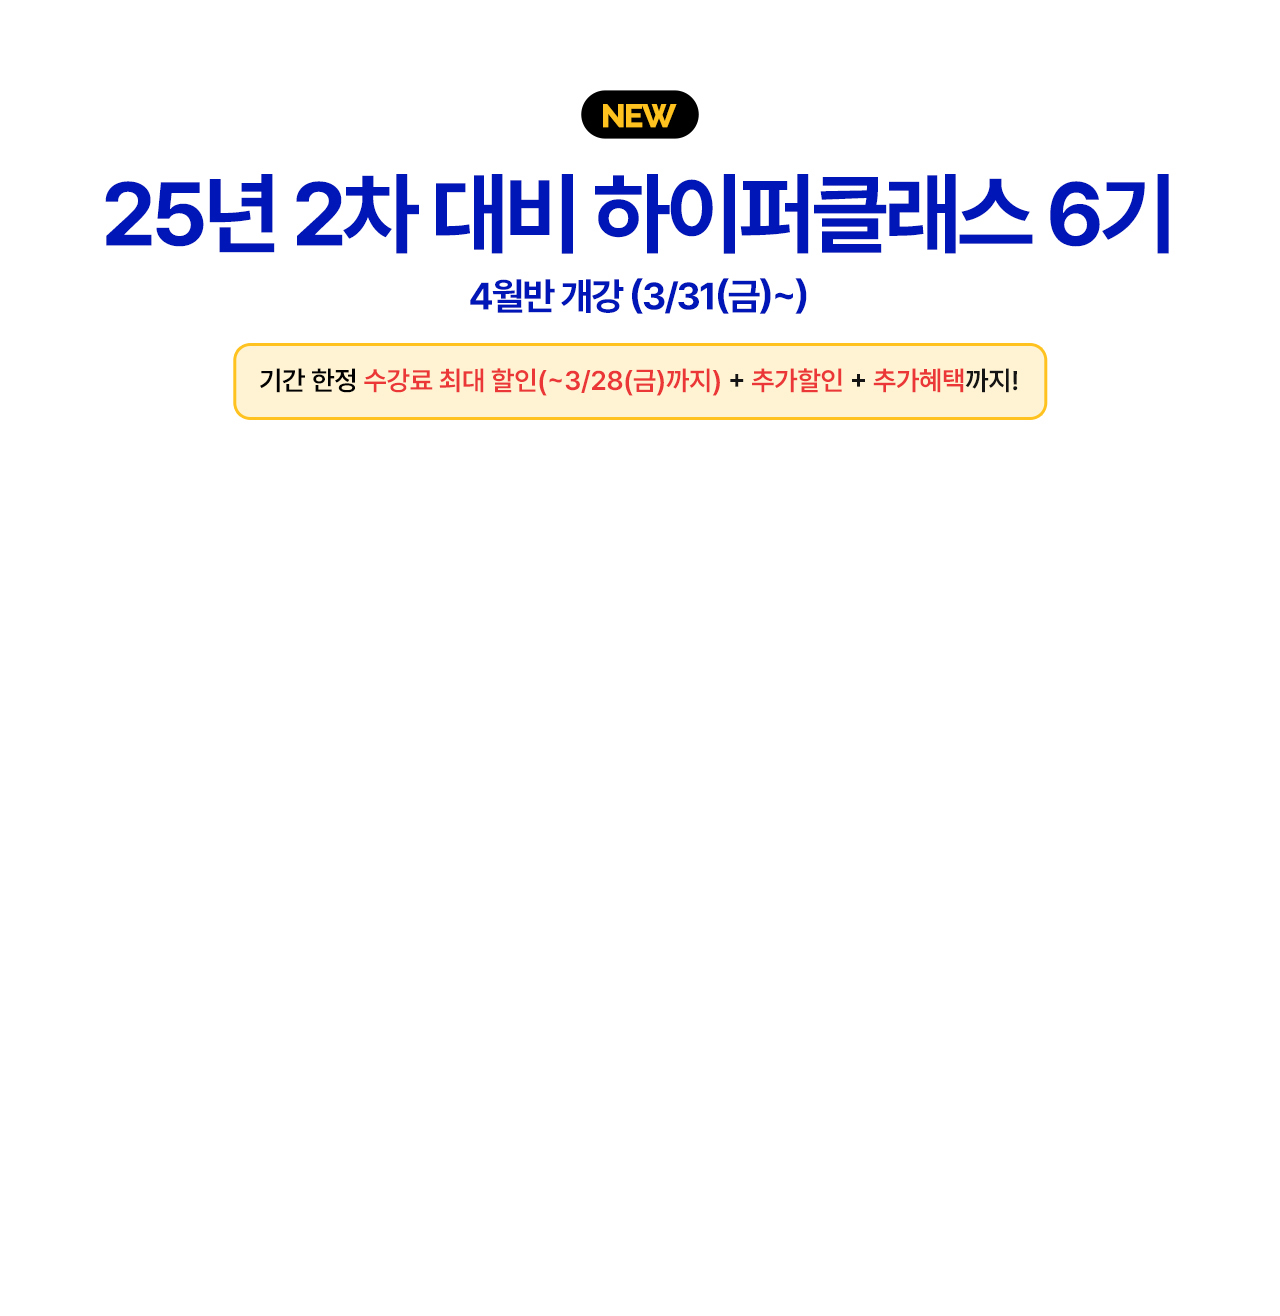 NEW
25년 2차 대비 하이퍼클래스 6기
4월반 개강 (3/31(금)~)
기간 한정 수강료 최대 할인(~3/28(금)까지) + 추가할인 + 추가혜택까지!